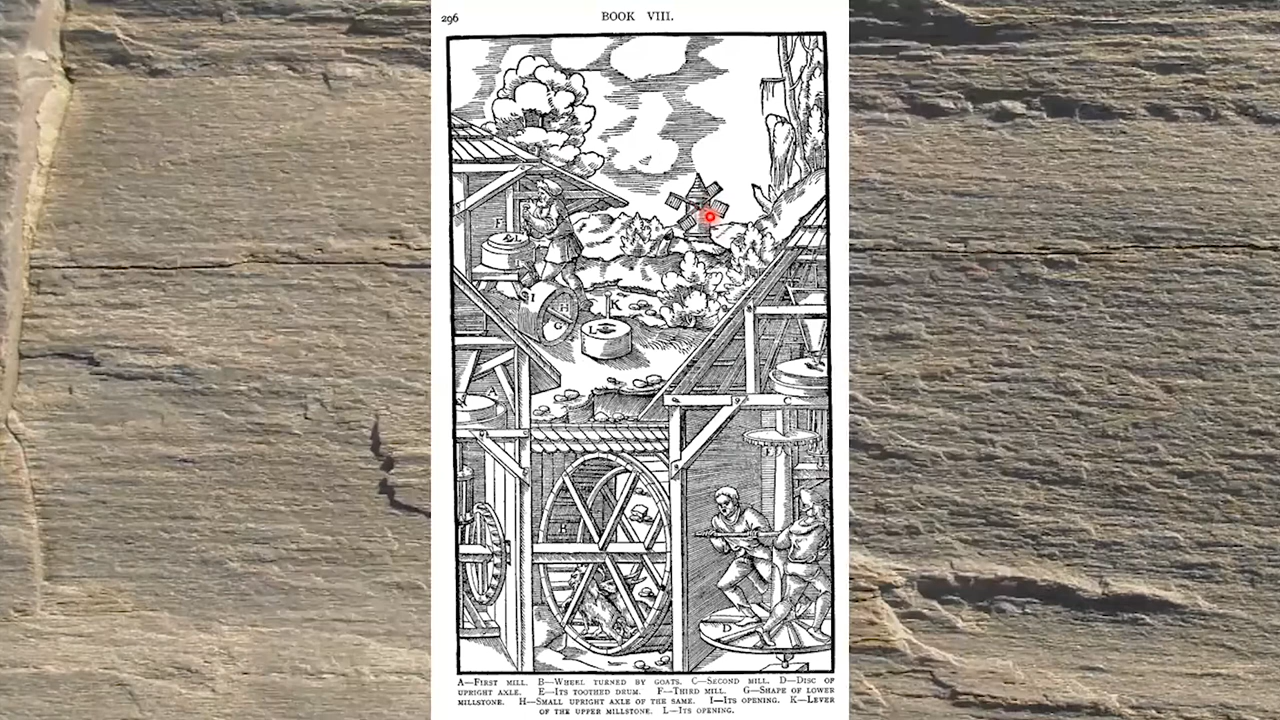 296
BOOK VIII.
F
I
H
G
K
L
A
C
B
D
A—First mill. B—Wheel turned by goats. C—Second mill. D—Disc of
upright axle. E—Its toothed drum. F—Third mill. G—Shape of lower
millstone. H—Small upright axle of the same. I—Its opening. K—Lever
of the upper millstone. L—Its opening.